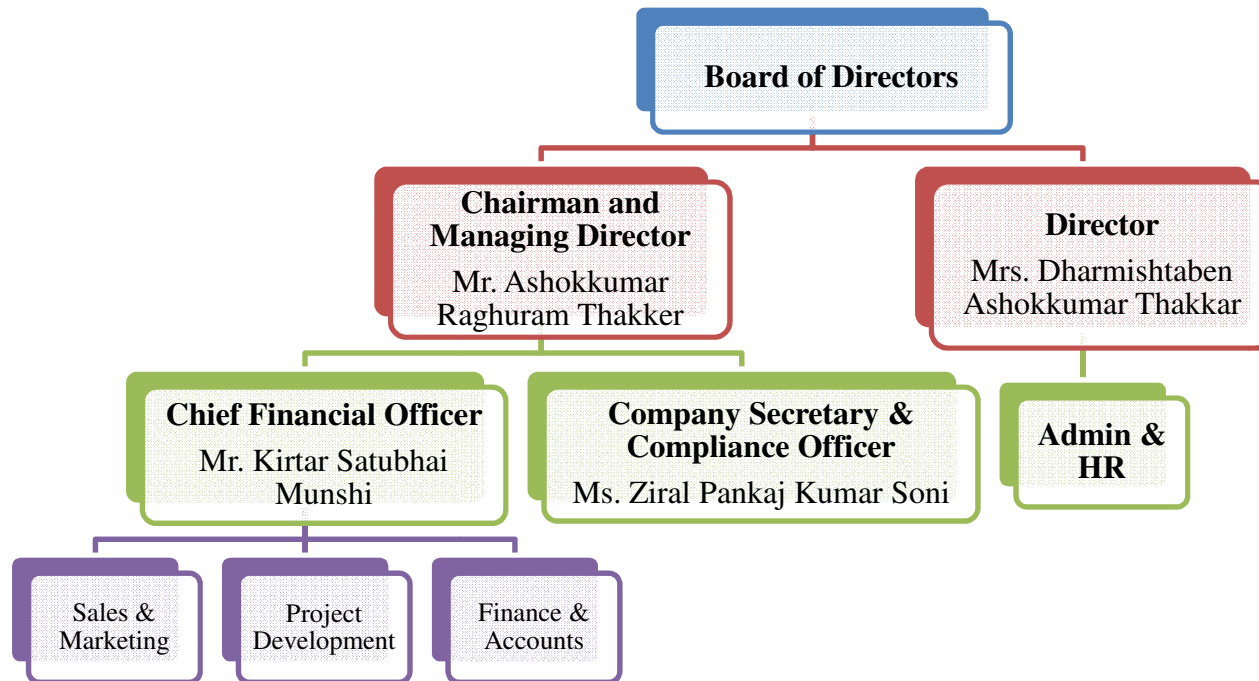 Board of Directors
Chairman and
Managing Director
Mr. Ashokkumar
Raghuram Thakker
Director
Mrs. Dharmishtaben
Ashokkumar Thakkar
Chief Financial Officer
Mr. Kirtar Satubhai
Munshi
Company Secretary &
Compliance Officer
Ms. Ziral Pankaj Kumar Soni
Admin &
HR
Sales &
Marketing
Project
Development
Finance &
Accounts